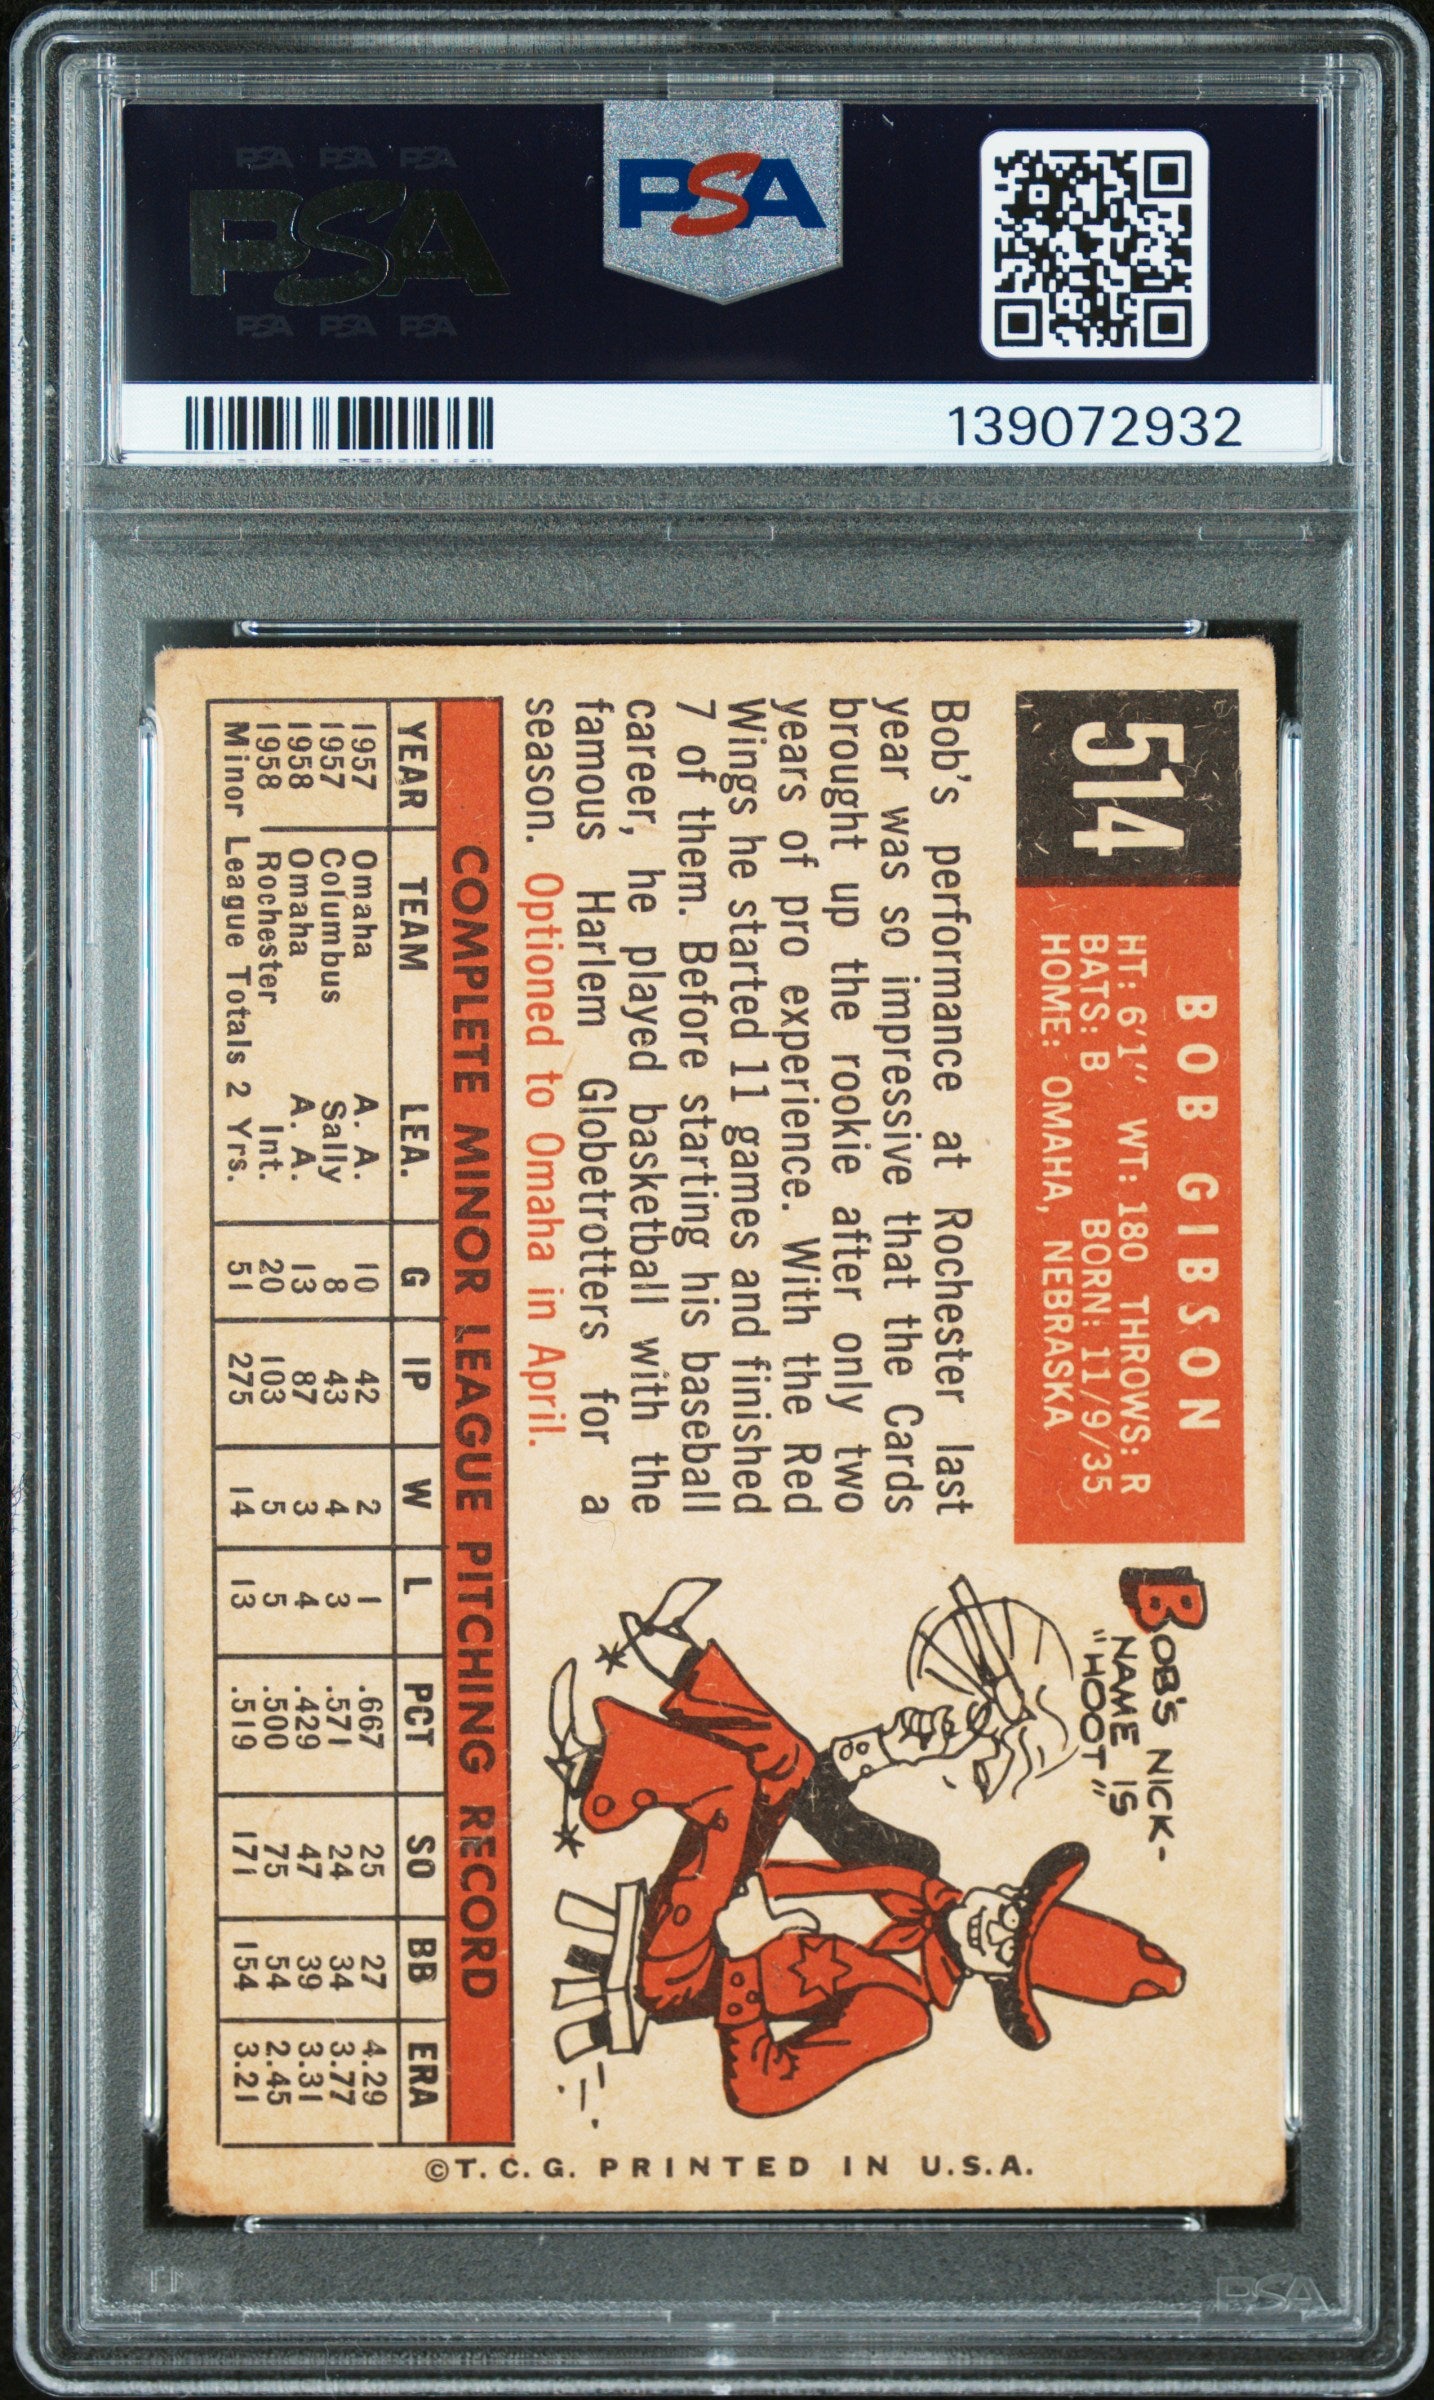 PSA PSA PSA
PSA
PSA PSA PSA
PSA
139072932
514
BOB GIBSON
HT: 6'1" WT: 180 THROWS: R
BATS: B BORN: 11/9/35
HOME: OMAHA, NEBRASKA
Bob's performance at Rochester last
year was so impressive that the Cards
brought up the rookie after only two
years of pro experience. With the Red
Wings he started 11 games and finished
7 of them. Before starting his baseball
career, he played basketball with the
famous Harlem Globetrotters for a
season. Optioned to Omaha in April.
BOB'S NICK-
NAME IS
"HOOT"
COMPLETE MINOR LEAGUE PITCHING RECORD
YEAR TEAM LEA. G IP W L PCT SO BB ERA
1957 Omaha A. A. 10 42 2 1 .667 25 27 4.29
1957 Columbus Sally 8 43 4 3 .571 24 34 3.77
1958 Omaha A. A. 13 87 3 4 .429 47 39 3.31
1958 Rochester Int. 20 103 5 5 .500 75 54 2.45
Minor League Totals 2 Yrs. 51 275 14 13 .519 171 154 3.21
©T. C. G. PRINTED IN U.S.A.
PSA